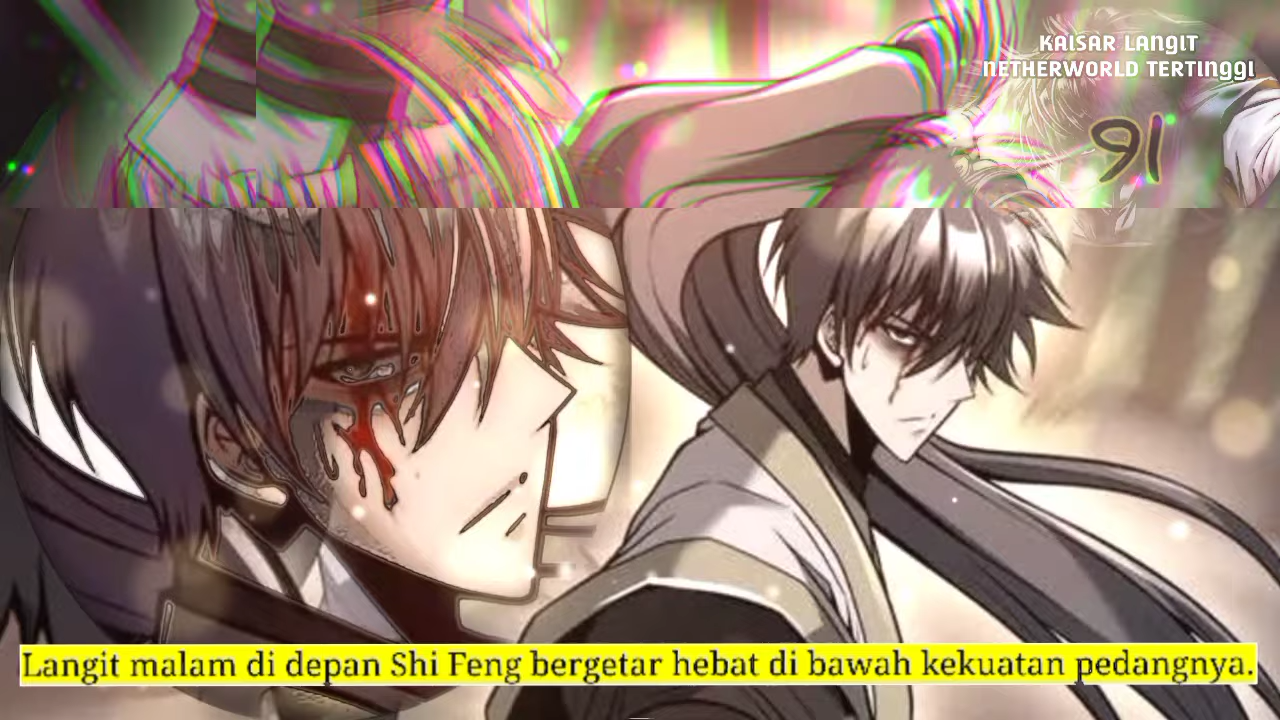 KAISAR LANGIT
NETHERWORLD TERTINGGI
91
Langit malam di depan Shi Feng bergetar hebat di bawah kekuatan pedangnya.